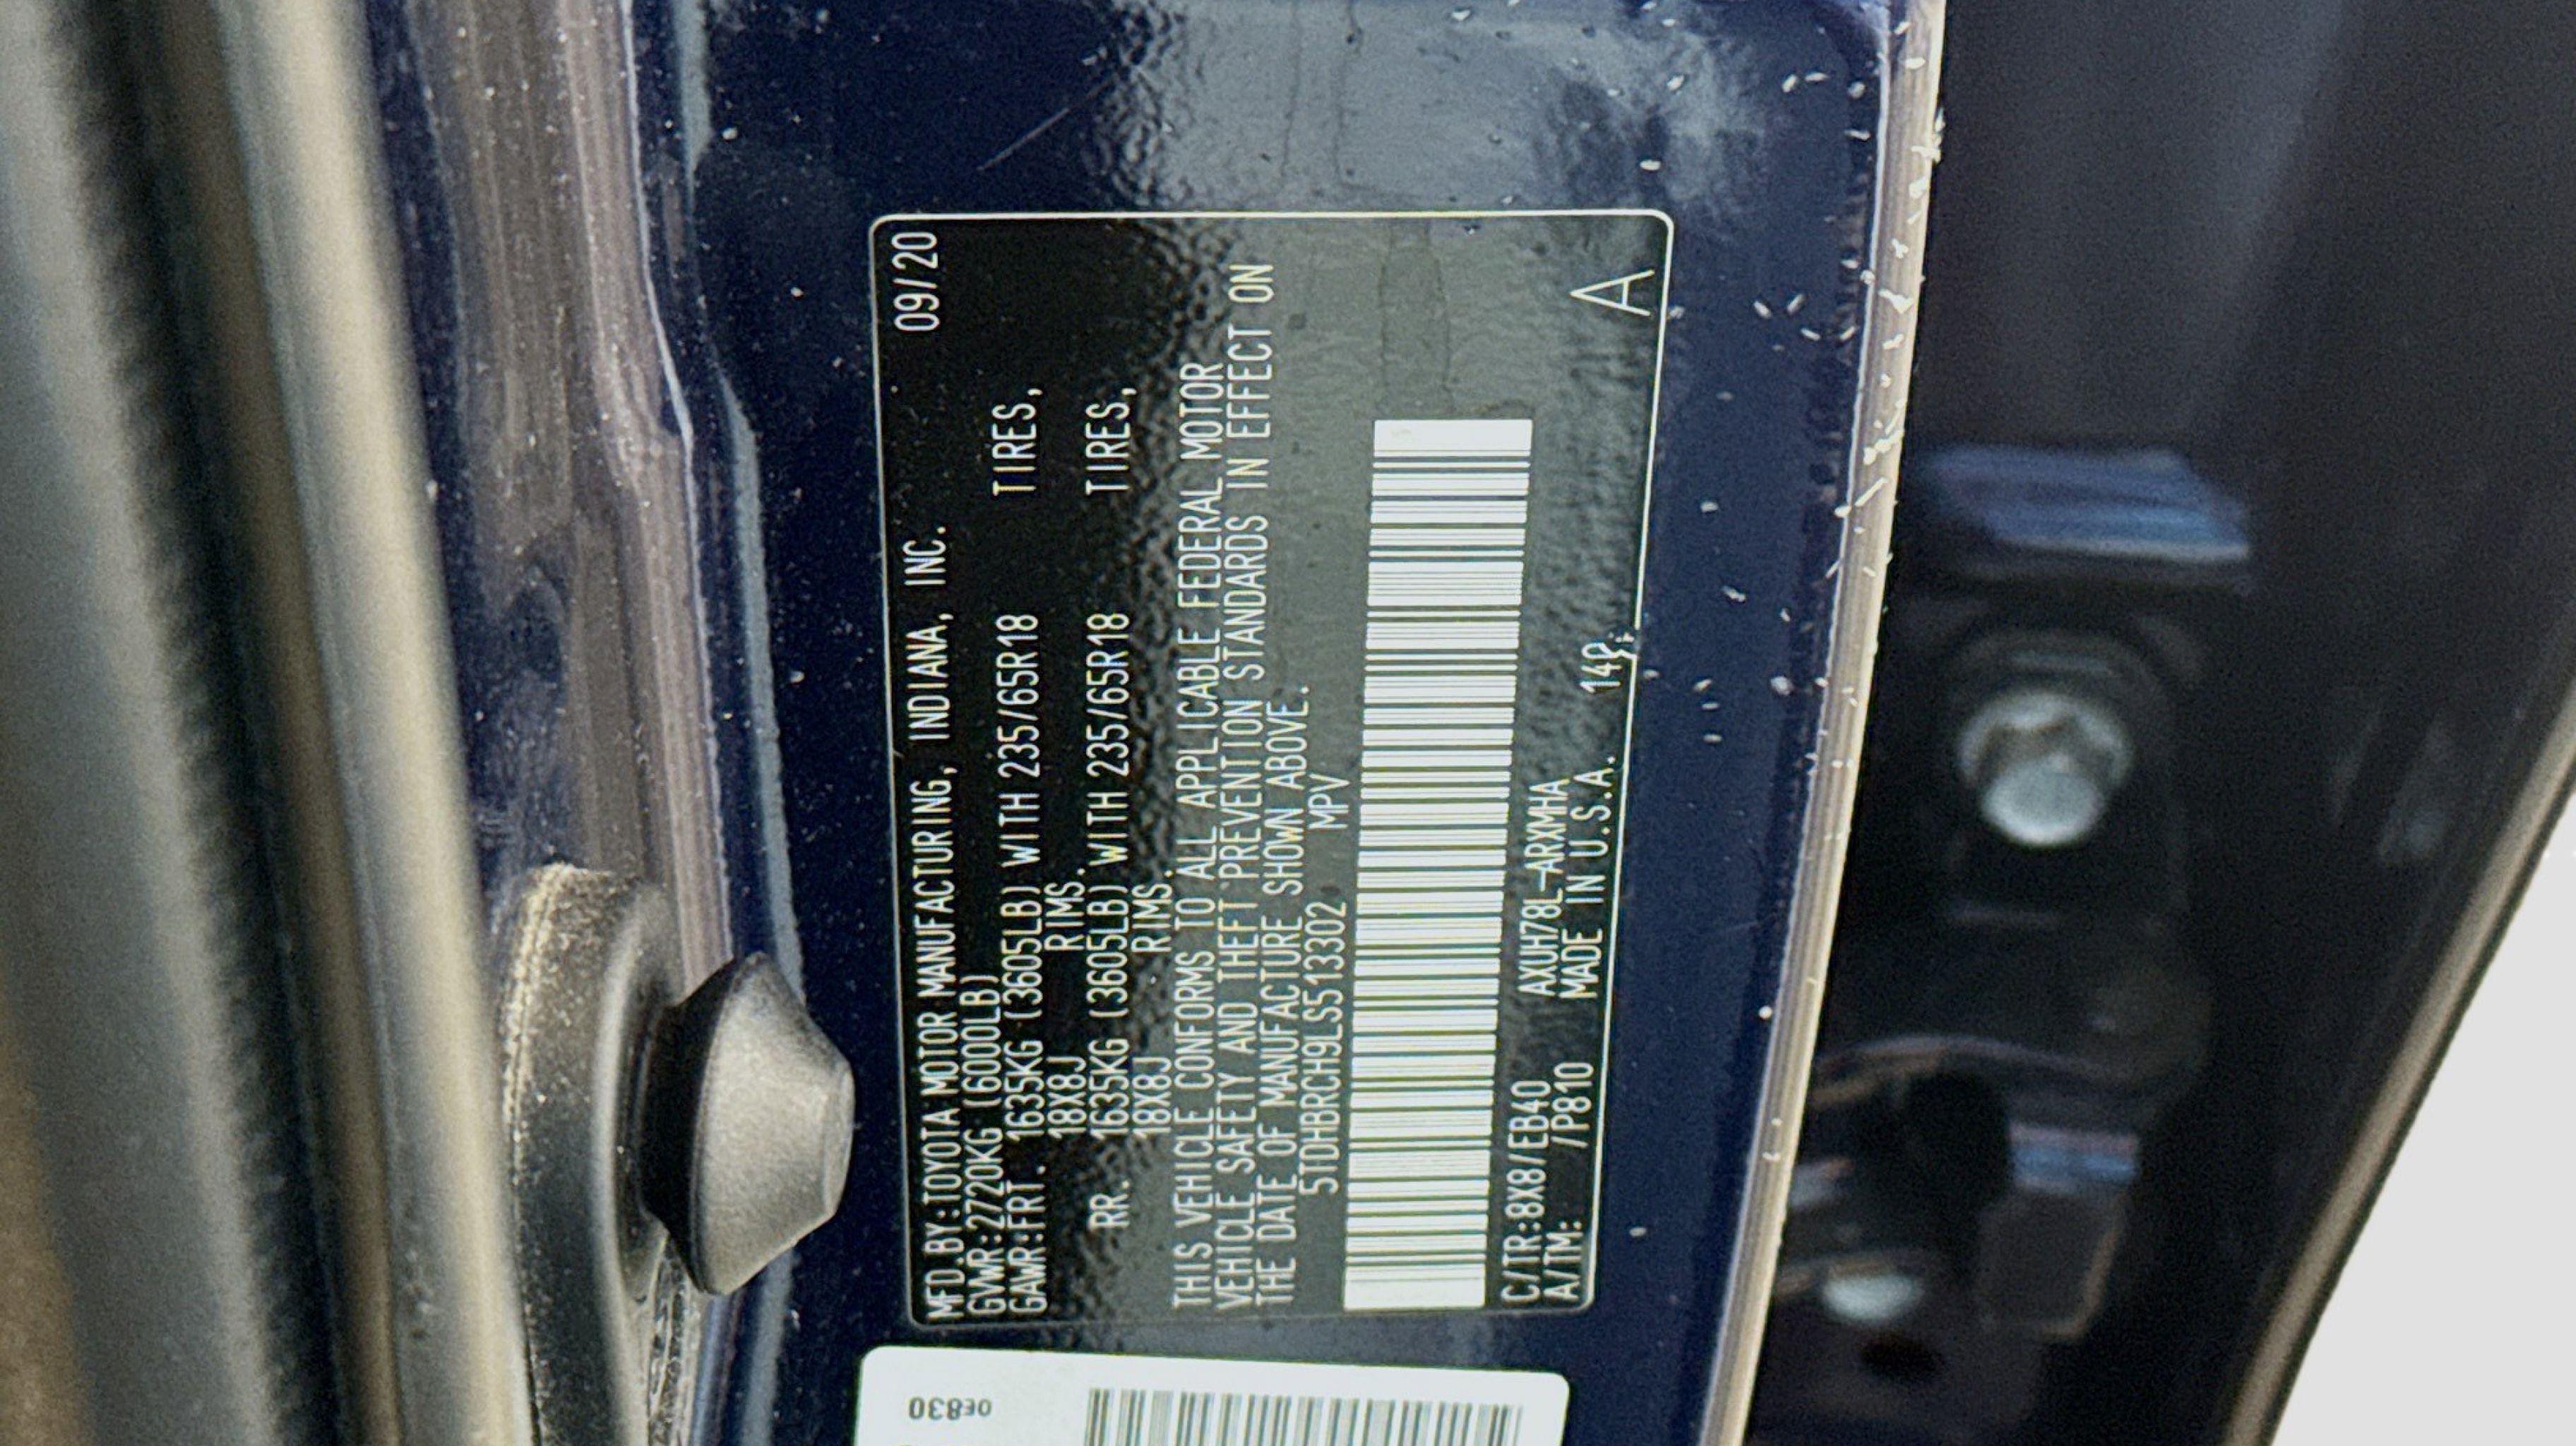 MFD.BY:TOYOTA MOTOR MANUFACTURING, INDIANA, INC. 09/20
GVWR:2720KG (6000LB)
GAWR:FRT. 1635KG (3605LB) WITH 235/65R18 TIRES,
18X8J RIMS.
RR. 1635KG (3605LB) WITH 235/65R18 TIRES,
18X8J RIMS.
THIS VEHICLE CONFORMS TO ALL APPLICABLE FEDERAL MOTOR
VEHICLE SAFETY AND THEFT PREVENTION STANDARDS IN EFFECT ON
THE DATE OF MANUFACTURE SHOWN ABOVE.
5TDHBRCH9LS513302 MPV
C/TR:8X8/EB40 AXUH78L-ARXMHA
A/TM: /P810 MADE IN U.S.A. A
0E830